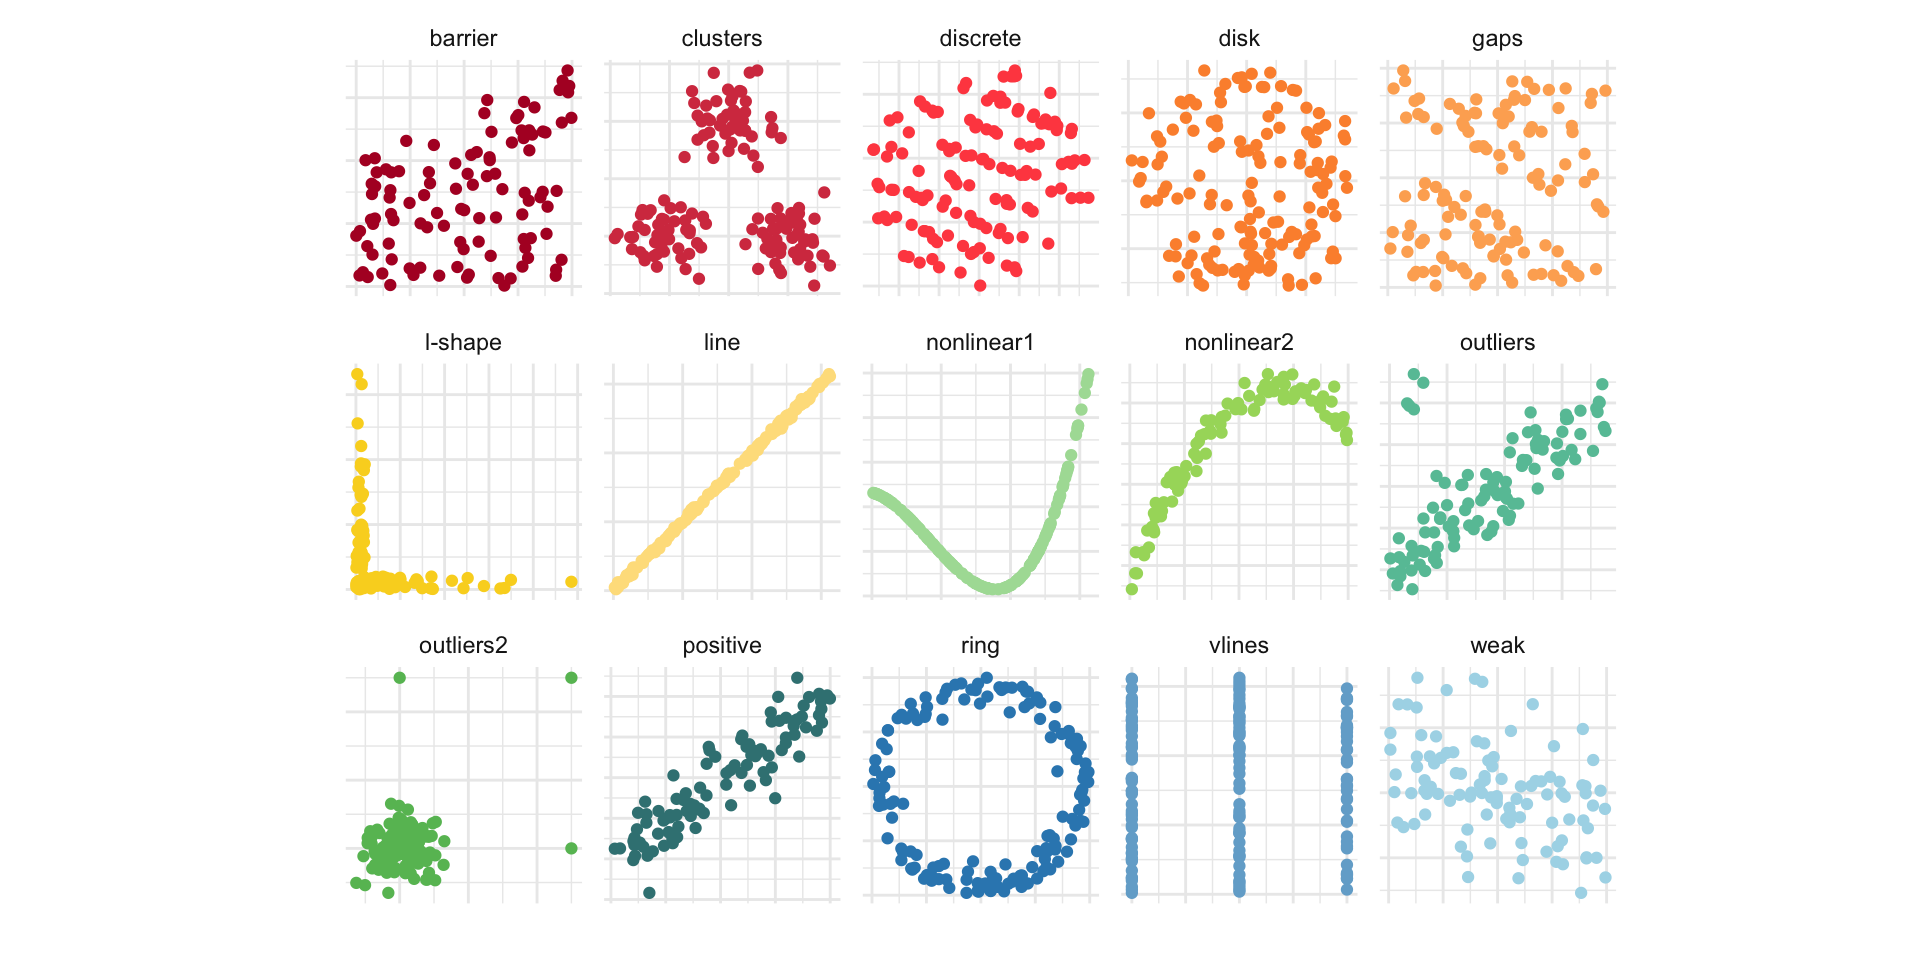 barrier clusters discrete disk gaps
l-shape line nonlinear1 nonlinear2 outliers
outliers2 positive ring vlines weak